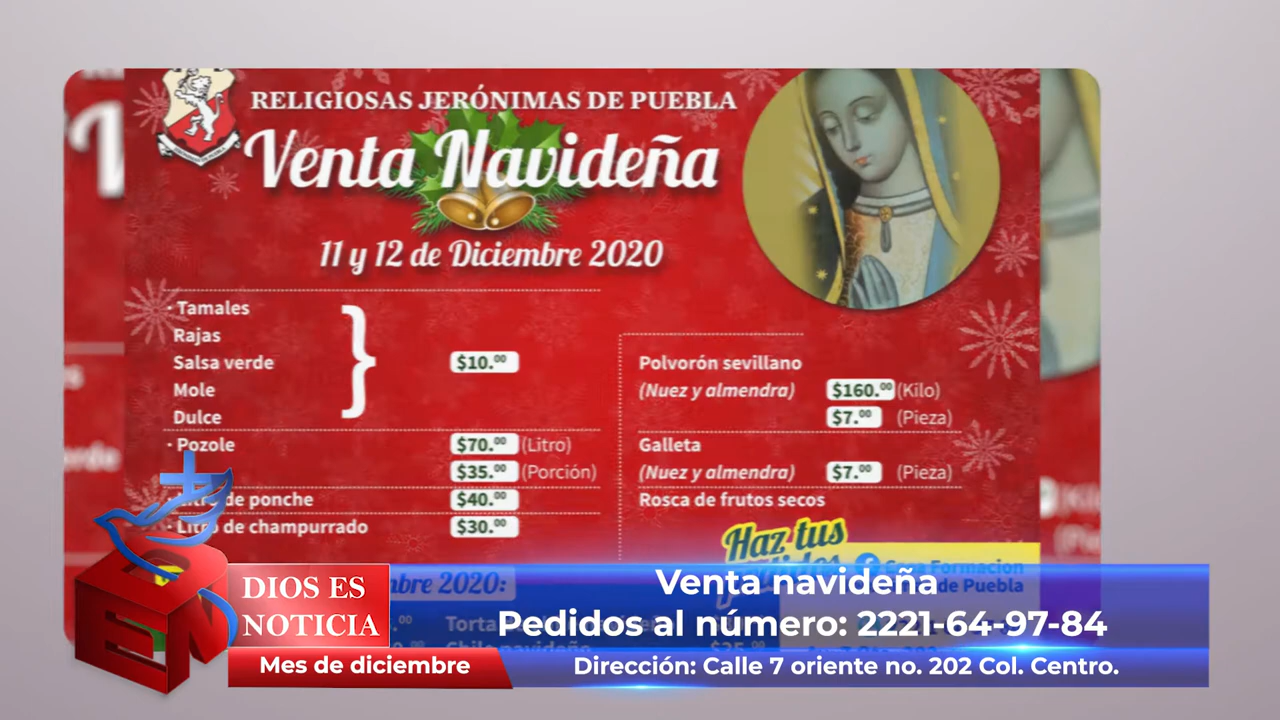 RELIGIOSAS JERÓNIMAS DE PUEBLA
Venta Navideña
11 y 12 de Diciembre 2020
· Tamales
Rajas
Salsa verde
Mole
Dulce
$10.00
· Pozole
$70.00 (Litro)
$35.00 (Porción)
de ponche
$40.00
· Litro de champurrado
$30.00
Polvorón sevillano
(Nuez y almendra) $160.00 (Kilo)
$7.00 (Pieza)
Galleta
(Nuez y almendra) $7.00 (Pieza)
Rosca de frutos secos
Haz tus
Formacion
de Puebla
2020:
DIOS ES
NOTICIA
Venta navideña
Pedidos al número: 2221-64-97-84
Mes de diciembre
Dirección: Calle 7 oriente no. 202 Col. Centro.